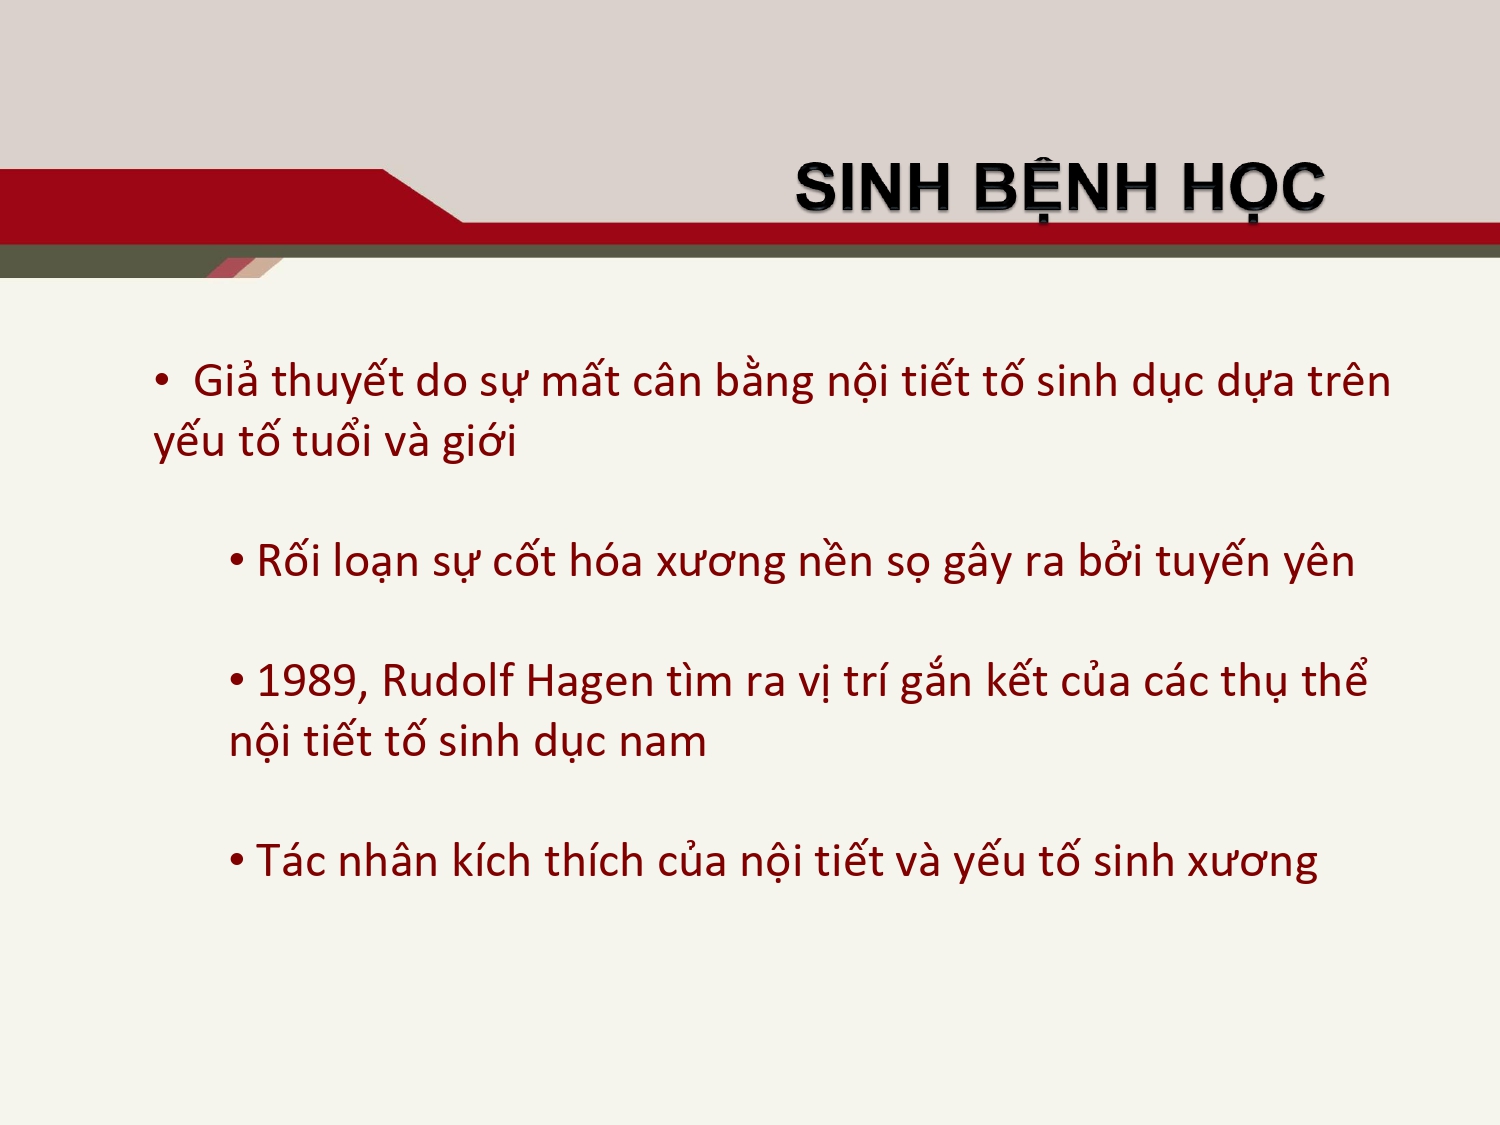 SINH BỆNH HỌC
• Giả thuyết do sự mất cân bằng nội tiết tố sinh dục dựa trên
yếu tố tuổi và giới
• Rối loạn sự cốt hóa xương nền sọ gây ra bởi tuyến yên
• 1989, Rudolf Hagen tìm ra vị trí gắn kết của các thụ thể
nội tiết tố sinh dục nam
• Tác nhân kích thích của nội tiết và yếu tố sinh xương